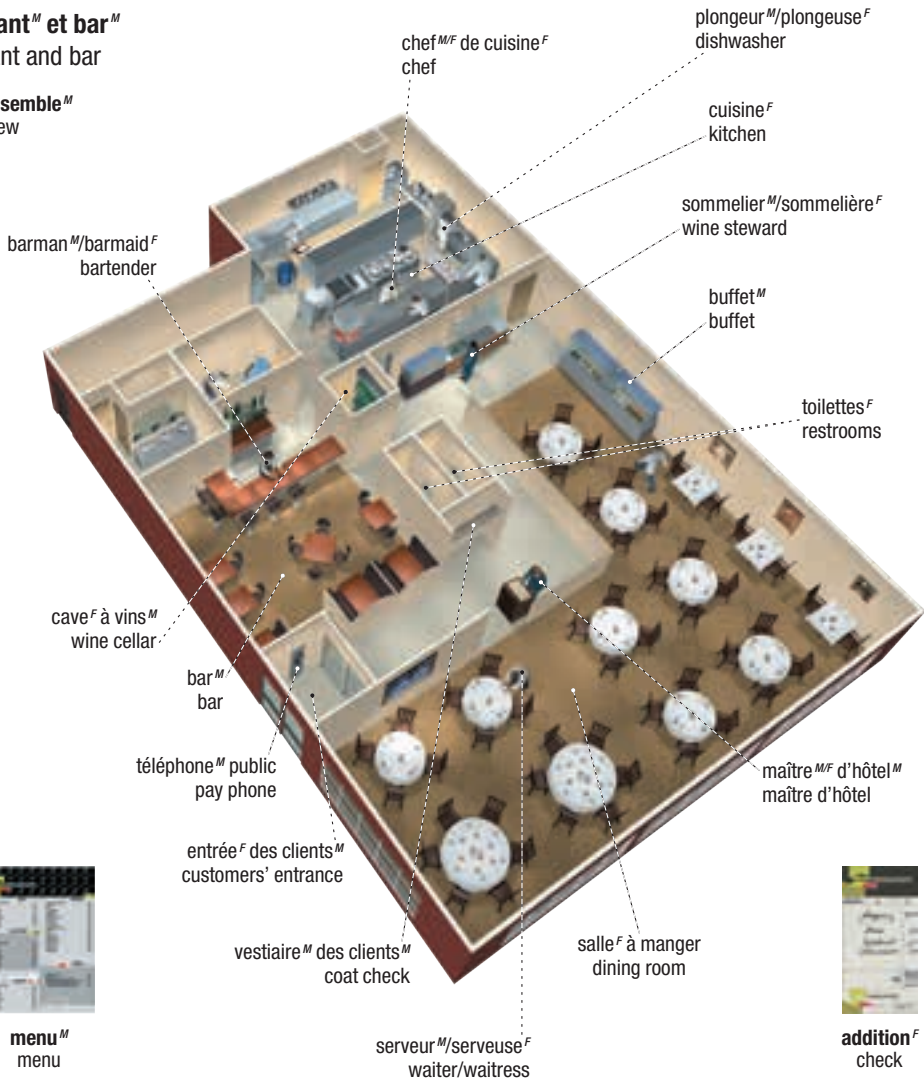 ant M et bar M
nt and bar
semble M
ew
chef M/F de cuisine F
chef
plongeur M/plongeuse F
dishwasher
cuisine F
kitchen
sommelier M/sommelière F
wine steward
barman M/barmaid F
bartender
buffet M
buffet
toilettes F
restrooms
cave F à vins M
wine cellar
bar M
bar
téléphone M public
pay phone
maître M/F d'hôtel M
maître d'hôtel
entrée F des clients M
customers' entrance
vestiaire M des clients M
coat check
salle F à manger
dining room
serveur M/serveuse F
waiter/waitress
menu M
menu
addition F
check